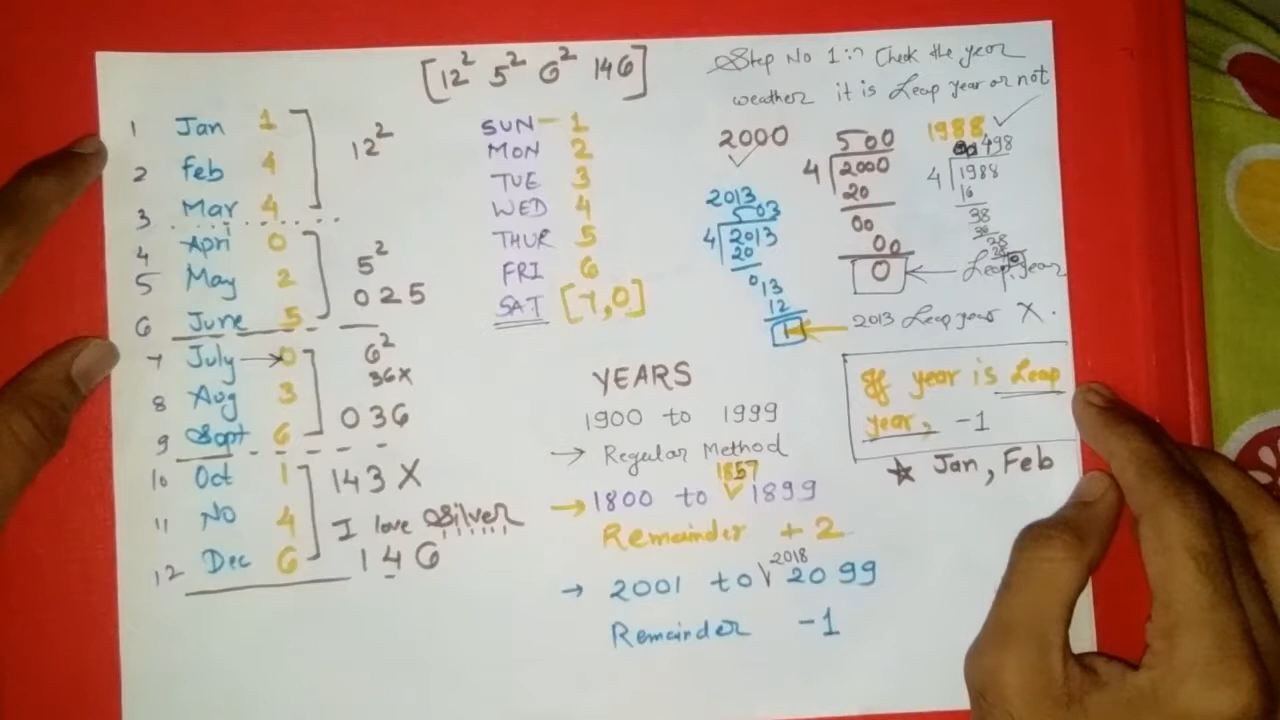 [12² 5² 6² 146]
1 Jan 1
2 Feb 4
3 Mar 4
12²
4 Apri 0
5 May 2
6 June 5
5²
025
7 July → 0
8 Aug 3
9 Sept 6
6²
36X
036
10 Oct 1
11 No 4
12 Dec 6
143 X
I love Silver
146
SUN – 1
MON 2
TUE 3
WED 4
THUR 5
FRI 6
SAT [7,0]
Step No 1:→ Check the year
weather it is Leap year or not
2000 ✓
500
4 2000
20
00
00
0 ← Leap year
1988 ✓
498
4 1988
16
38
28
2013
503
4 2013
20
013
12
1 ← 2013 Leap year X.
If year is Leap
year, -1
★ Jan, Feb
YEARS
1900 to 1999
→ Regular Method
1857
→ 1800 to ✓ 1899
Remainder +2
2018
→ 2001 to 2099
Remainder -1